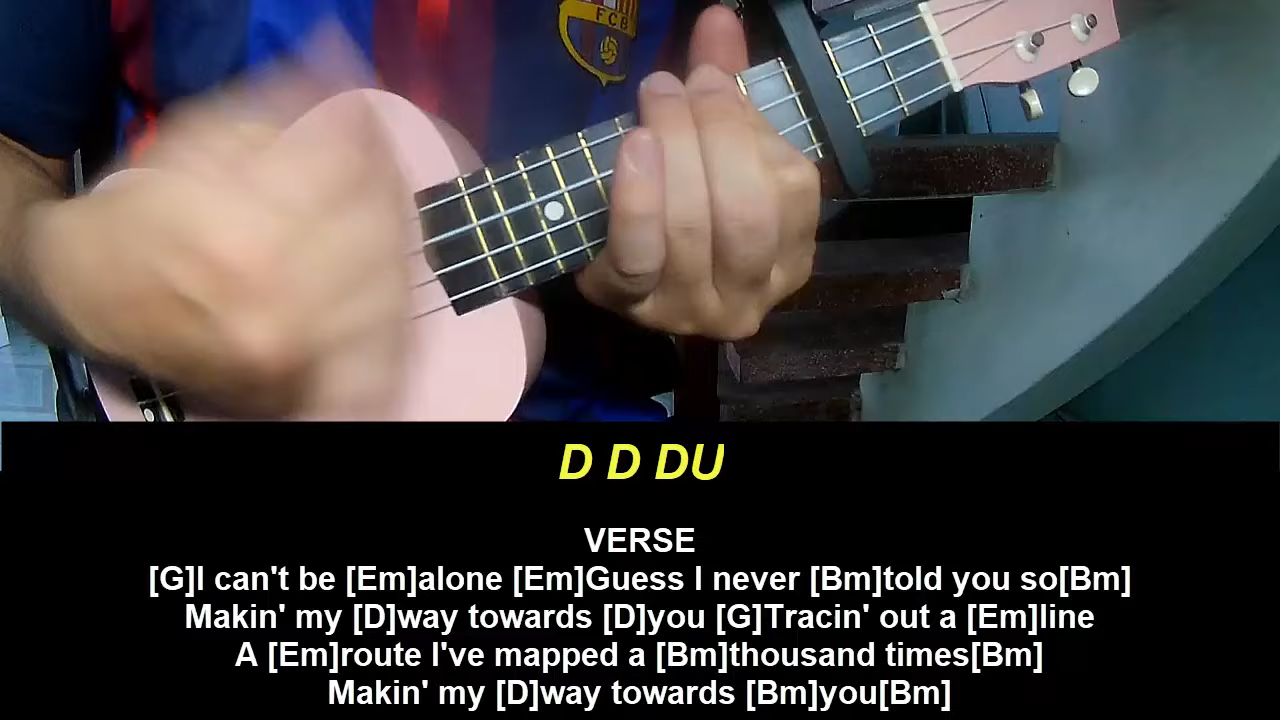 FCB
D D DU
VERSE
[G]I can't be [Em]alone [Em]Guess I never [Bm]told you so[Bm]
Makin' my [D]way towards [D]you [G]Tracin' out a [Em]line
A [Em]route I've mapped a [Bm]thousand times[Bm]
Makin' my [D]way towards [Bm]you[Bm]